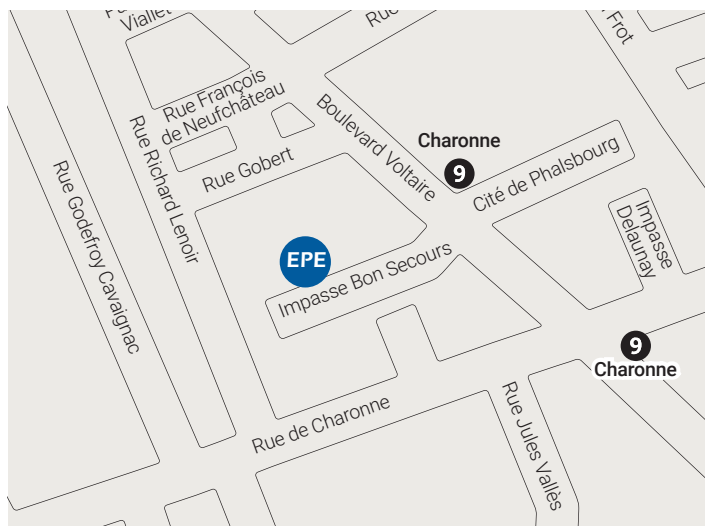 Viallet
Rue
Frot
Rue François
de Neufchâteau
Boulevard Voltaire
Charonne
9
Rue Richard Lenoir
Rue Gobert
Cité de Phalsbourg
Rue Godefroy Cavaignac
Impasse
Delaunay
EPE
Impasse Bon Secours
9
Charonne
Rue de Charonne
Rue Jules Vallès